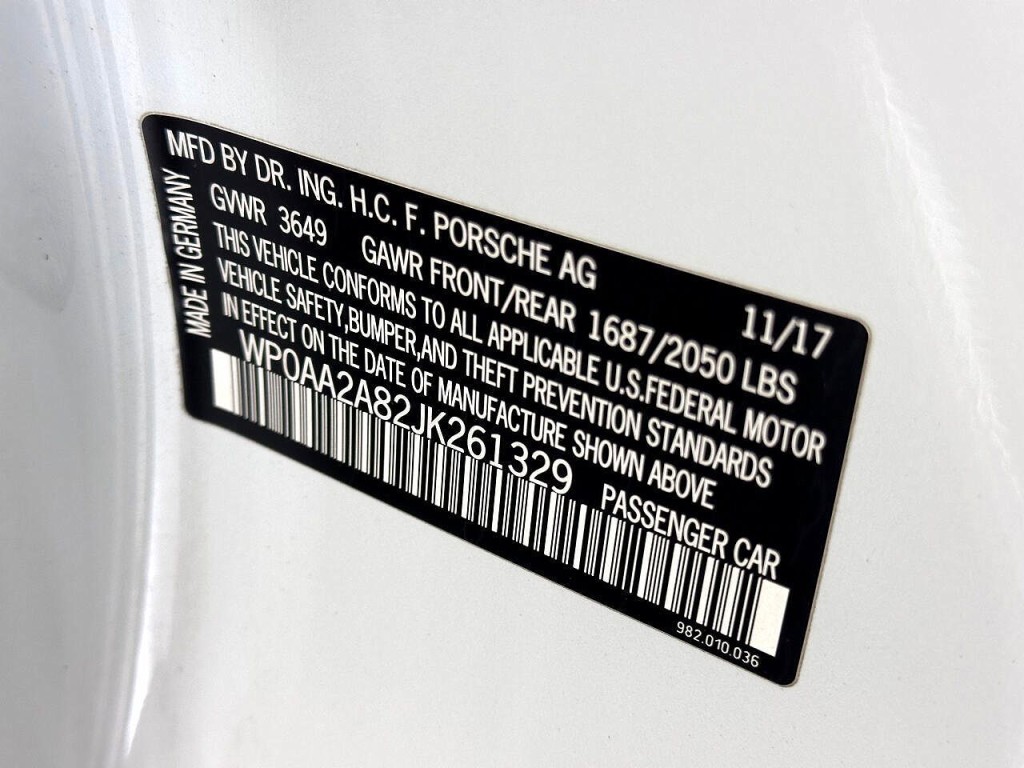 MFD BY DR. ING. H.C. F. PORSCHE AG
11/17
MADE IN GERMANY
GVWR 3649 GAWR FRONT/REAR 1687/2050 LBS
THIS VEHICLE CONFORMS TO ALL APPLICABLE U.S.FEDERAL MOTOR
VEHICLE SAFETY,BUMPER,AND THEFT PREVENTION STANDARDS
IN EFFECT ON THE DATE OF MANUFACTURE SHOWN ABOVE
WP0AA2A82JK261329
PASSENGER CAR
982.010.036